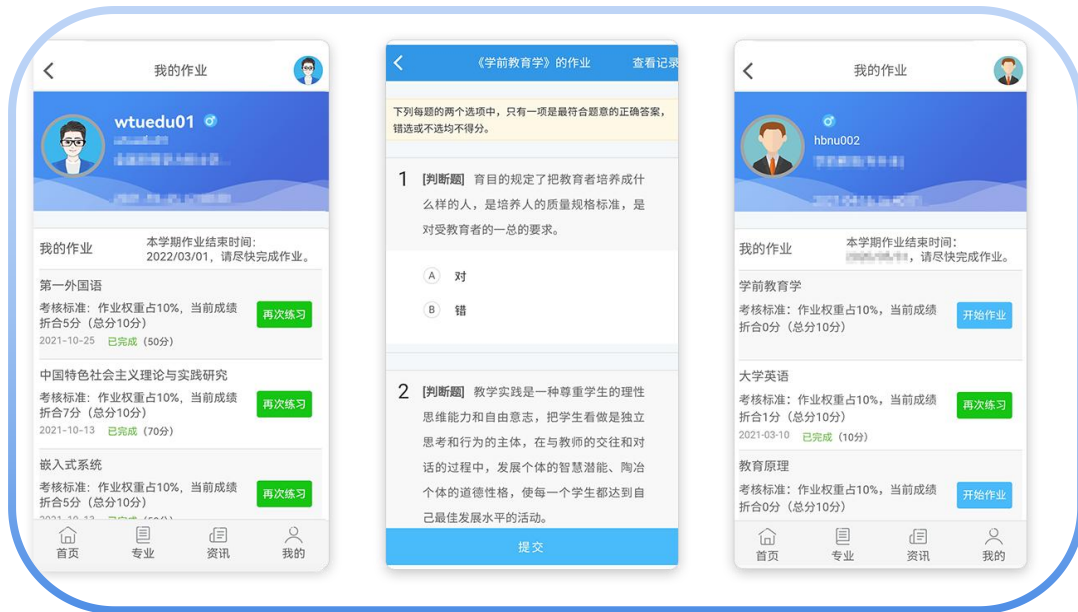 我的作业
wtuedu01
我的作业
本学期作业结束时间:
2022/03/01，请尽快完成作业。
第一外国语
考核标准：作业权重占10%，当前成绩
折合5分（总分10分）
再次练习
2021-10-25 已完成（50分）
中国特色社会主义理论与实践研究
考核标准：作业权重占10%，当前成绩
折合7分（总分10分）
再次练习
2021-10-13 已完成（70分）
嵌入式系统
考核标准：作业权重占10%，当前成绩
折合5分（总分10分）
再次练习
首页 专业 资讯 我的
《学前教育学》的作业 查看记录
下列每题的两个选项中，只有一项是最符合题意的正确答案，
错选或不选均不得分。
1 [判断题] 育目的规定了把教育者培养成什
么样的人，是培养人的质量规格标准，是
对受教育者的一总的要求。
A 对
B 错
2 [判断题] 教学实践是一种尊重学生的理性
思维能力和自由意志，把学生看做是独立
思考和行为的主体，在与教师的交往和对
话的过程中，发展个体的智慧潜能、陶冶
个体的道德性格，使每一个学生都达到自
己最佳发展水平的活动。
提交
我的作业
hbnu002
我的作业
本学期作业结束时间：
，请尽快完成作业。
学前教育学
考核标准：作业权重占10%，当前成绩
折合0分（总分10分）
开始作业
大学英语
考核标准：作业权重占10%，当前成绩
折合1分（总分10分）
再次练习
2021-03-10 已完成（10分）
教育原理
考核标准：作业权重占10%，当前成绩
折合0分（总分10分）
开始作业
首页 专业 资讯 我的